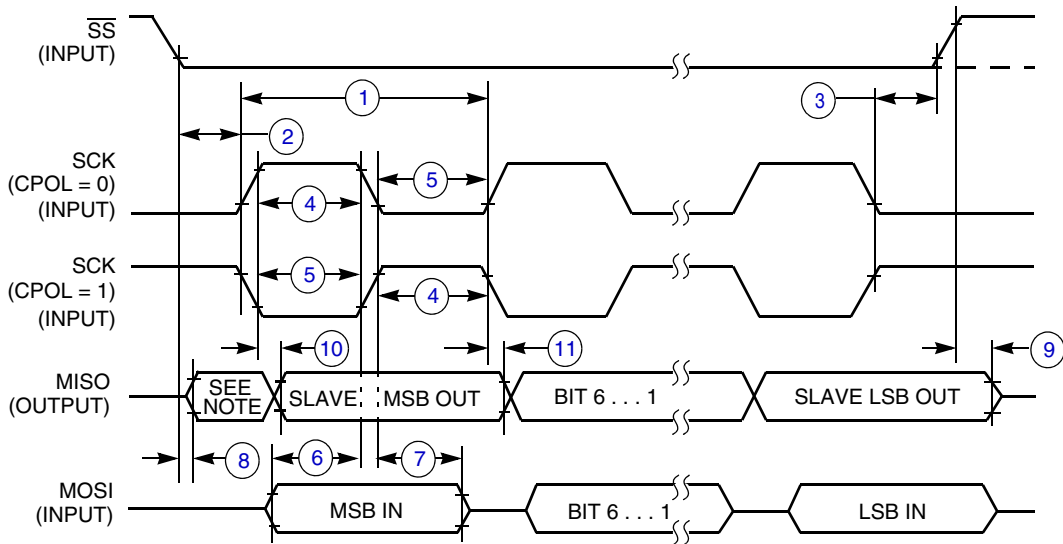 SS
(INPUT)
1
3
2
SCK
(CPOL = 0)
(INPUT)
5
4
SCK
(CPOL = 1)
(INPUT)
5
4
10
11
9
MISO
(OUTPUT)
SEE
NOTE
SLAVE
MSB OUT
BIT 6 . . . 1
SLAVE LSB OUT
8
6
7
MOSI
(INPUT)
MSB IN
BIT 6 . . . 1
LSB IN